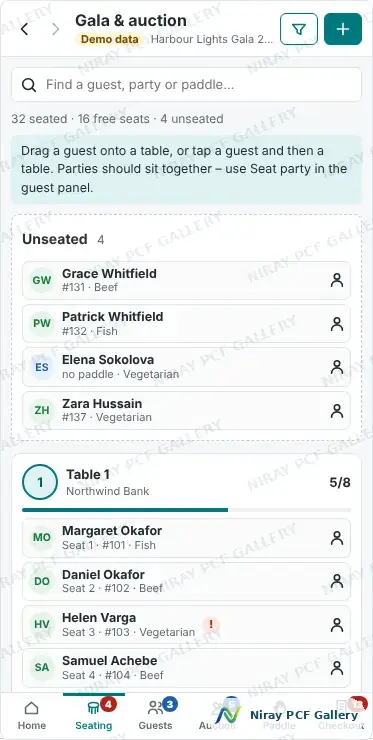 Gala & auction
Demo data Harbour Lights Gala 2...
Find a guest, party or paddle...
32 seated · 16 free seats · 4 unseated
Drag a guest onto a table, or tap a guest and then a
table. Parties should sit together – use Seat party in the
guest panel.
Unseated 4
GW Grace Whitfield
#131 · Beef
PW Patrick Whitfield
#132 · Fish
ES Elena Sokolova
no paddle · Vegetarian
ZH Zara Hussain
#137 · Vegetarian
1 Table 1 5/8
Northwind Bank
MO Margaret Okafor
Seat 1 · #101 · Fish
DO Daniel Okafor
Seat 2 · #102 · Beef
HV Helen Varga
Seat 3 · #103 · Vegetarian !
SA Samuel Achebe
Seat 4 · #104 · Beef
4 3
Home Seating Guests Auction Paddle Checkout
Niray PCF Gallery
NIRAY PCF GALLERY